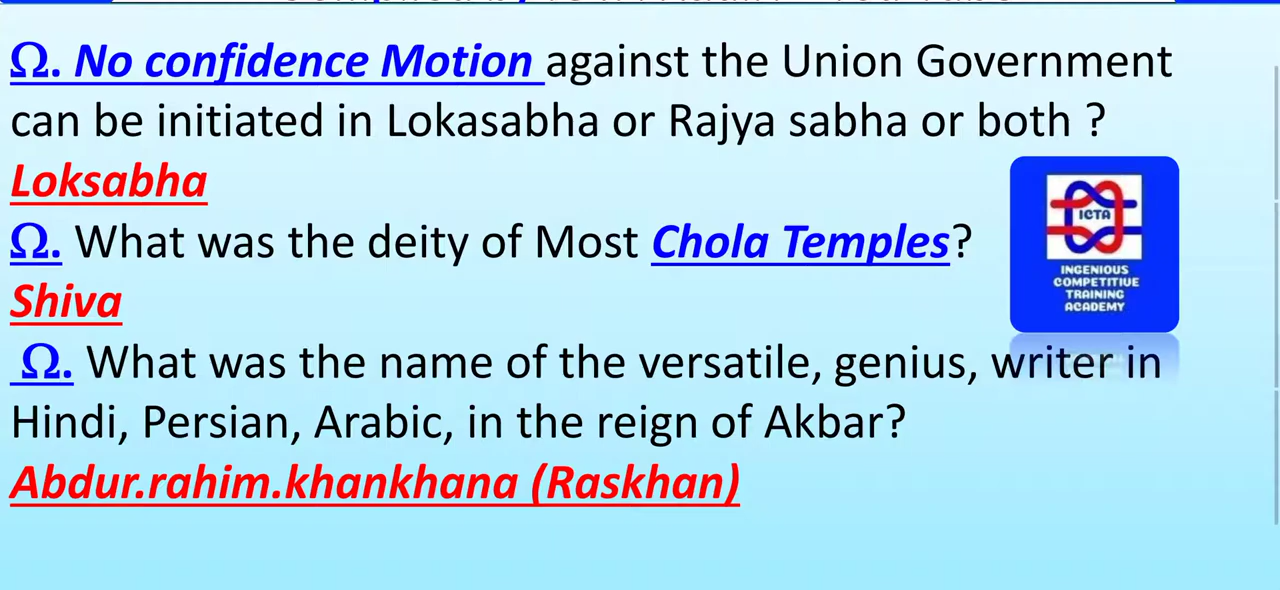 Ω. No confidence Motion against the Union Government
can be initiated in Lokasabha or Rajya sabha or both ?
Loksabha
Ω. What was the deity of Most Chola Temples?
Shiva
Ω. What was the name of the versatile, genius, writer in
Hindi, Persian, Arabic, in the reign of Akbar?
Abdur.rahim.khankhana (Raskhan)
ICTA
INGENIOUS
COMPETITIVE
TRAINING
ACADEMY